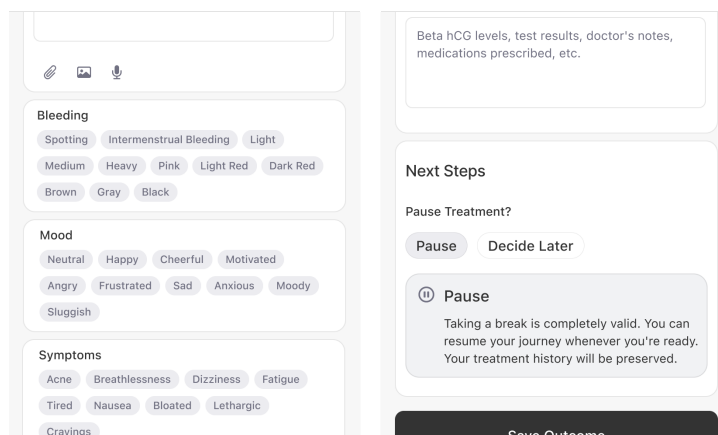 Bleeding
Spotting Intermenstrual Bleeding Light
Medium Heavy Pink Light Red Dark Red
Brown Gray Black
Mood
Neutral Happy Cheerful Motivated
Angry Frustrated Sad Anxious Moody
Sluggish
Symptoms
Acne Breathlessness Dizziness Fatigue
Tired Nausea Bloated Lethargic
Cravings
Beta hCG levels, test results, doctor's notes,
medications prescribed, etc.
Next Steps
Pause Treatment?
Pause Decide Later
Pause
Taking a break is completely valid. You can
resume your journey whenever you're ready.
Your treatment history will be preserved.
Save Outcome